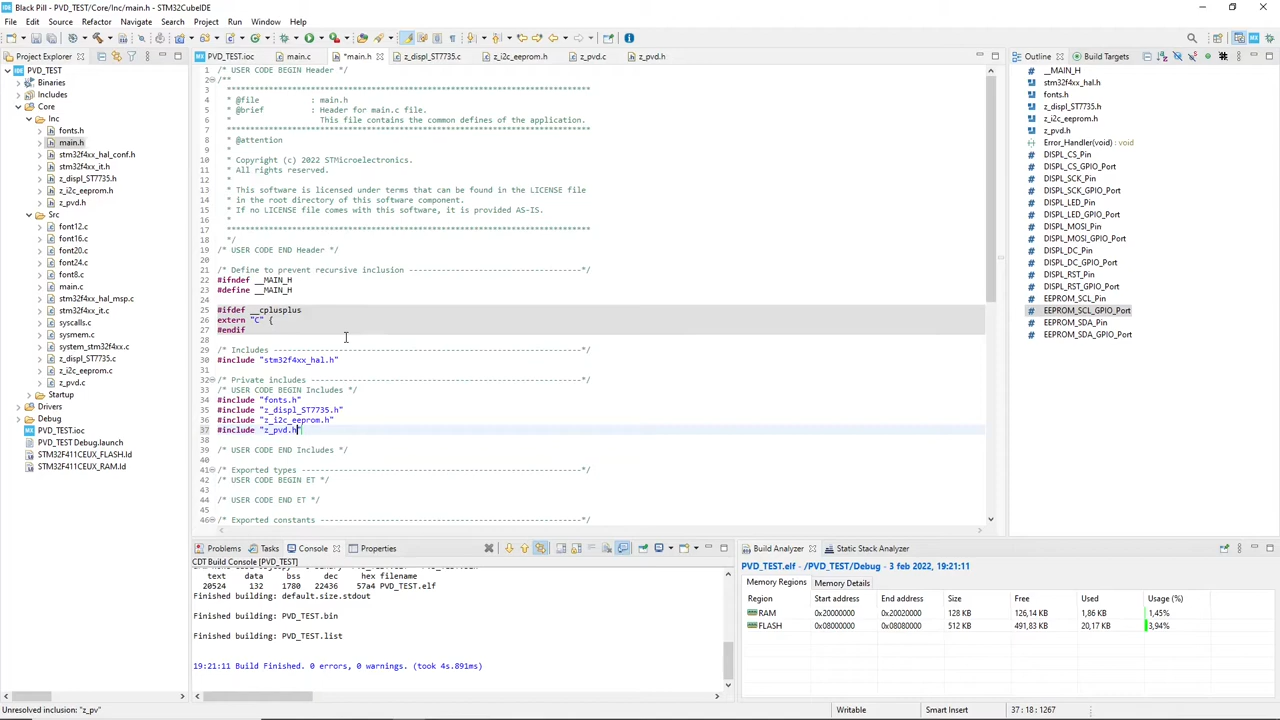 Black Pill - PVD_TEST/Core/Inc/main.h - STM32CubeIDE
File Edit Source Refactor Navigate Search Project Run Window Help
Project Explorer
PVD_TEST
Binaries
Includes
Core
Inc
fonts.h
main.h
stm32f4xx_hal_conf.h
stm32f4xx_it.h
z_displ_ST7735.h
z_i2c_eeprom.h
z_pvd.h
Src
font12.c
font16.c
font20.c
font24.c
font8.c
main.c
stm32f4xx_hal_msp.c
stm32f4xx_it.c
syscalls.c
sysmem.c
system_stm32f4xx.c
z_displ_ST7735.c
z_i2c_eeprom.c
z_pvd.c
Startup
Drivers
Debug
PVD_TEST.ioc
PVD_TEST Debug.launch
STM32F411CEUX_FLASH.ld
STM32F411CEUX_RAM.ld
PVD_TEST.ioc main.c *main.h z_displ_ST7735.c z_i2c_eeprom.h z_pvd.c z_pvd.h
1 /* USER CODE BEGIN Header */
2 /**
3 ******************************************************************************
4 * @file : main.h
5 * @brief : Header for main.c file.
6 * This file contains the common defines of the application.
7 ******************************************************************************
8 * @attention
9 *
10 * Copyright (c) 2022 STMicroelectronics.
11 * All rights reserved.
12 *
13 * This software is licensed under terms that can be found in the LICENSE file
14 * in the root directory of this software component.
15 * If no LICENSE file comes with this software, it is provided AS-IS.
16 *
17 ******************************************************************************
18 */
19 /* USER CODE END Header */
20
21 /* Define to prevent recursive inclusion -------------------------------------*/
22 #ifndef __MAIN_H
23 #define __MAIN_H
24
25 #ifdef __cplusplus
26 extern "C" {
27 #endif
28
29 /* Includes ------------------------------------------------------------------*/
30 #include "stm32f4xx_hal.h"
31
32 /* Private includes ----------------------------------------------------------*/
33 /* USER CODE BEGIN Includes */
34 #include "fonts.h"
35 #include "z_displ_ST7735.h"
36 #include "z_i2c_eeprom.h"
37 #include "z_pvd.h"
38
39 /* USER CODE END Includes */
40
41 /* Exported types ------------------------------------------------------------*/
42 /* USER CODE BEGIN ET */
43
44 /* USER CODE END ET */
45
46 /* Exported constants --------------------------------------------------------*/
Outline Build Targets
__MAIN_H
stm32f4xx_hal.h
fonts.h
z_displ_ST7735.h
z_i2c_eeprom.h
z_pvd.h
Error_Handler(void) : void
DISPL_CS_Pin
DISPL_CS_GPIO_Port
DISPL_SCK_Pin
DISPL_SCK_GPIO_Port
DISPL_LED_Pin
DISPL_LED_GPIO_Port
DISPL_MOSI_Pin
DISPL_MOSI_GPIO_Port
DISPL_DC_Pin
DISPL_DC_GPIO_Port
DISPL_RST_Pin
DISPL_RST_GPIO_Port
EEPROM_SCL_Pin
EEPROM_SCL_GPIO_Port
EEPROM_SDA_Pin
EEPROM_SDA_GPIO_Port
Problems Tasks Console Properties
CDT Build Console [PVD_TEST]
text data bss dec hex filename
20524 132 1780 22436 57a4 PVD_TEST.elf
Finished building: default.size.stdout
Finished building: PVD_TEST.bin
Finished building: PVD_TEST.list
19:21:11 Build Finished. 0 errors, 0 warnings. (took 4s.891ms)
Build Analyzer Static Stack Analyzer
PVD_TEST.elf - /PVD_TEST/Debug - 3 feb 2022, 19:21:11
Memory Regions Memory Details
Region Start address End address Size Free Used Usage (%)
RAM 0x20000000 0x20020000 128 KB 126,14 KB 1,86 KB 1,45%
FLASH 0x08000000 0x08080000 512 KB 491,83 KB 20,17 KB 3,94%
Unresolved inclusion: "z_pv" Writable Smart Insert 37 : 18 : 1267